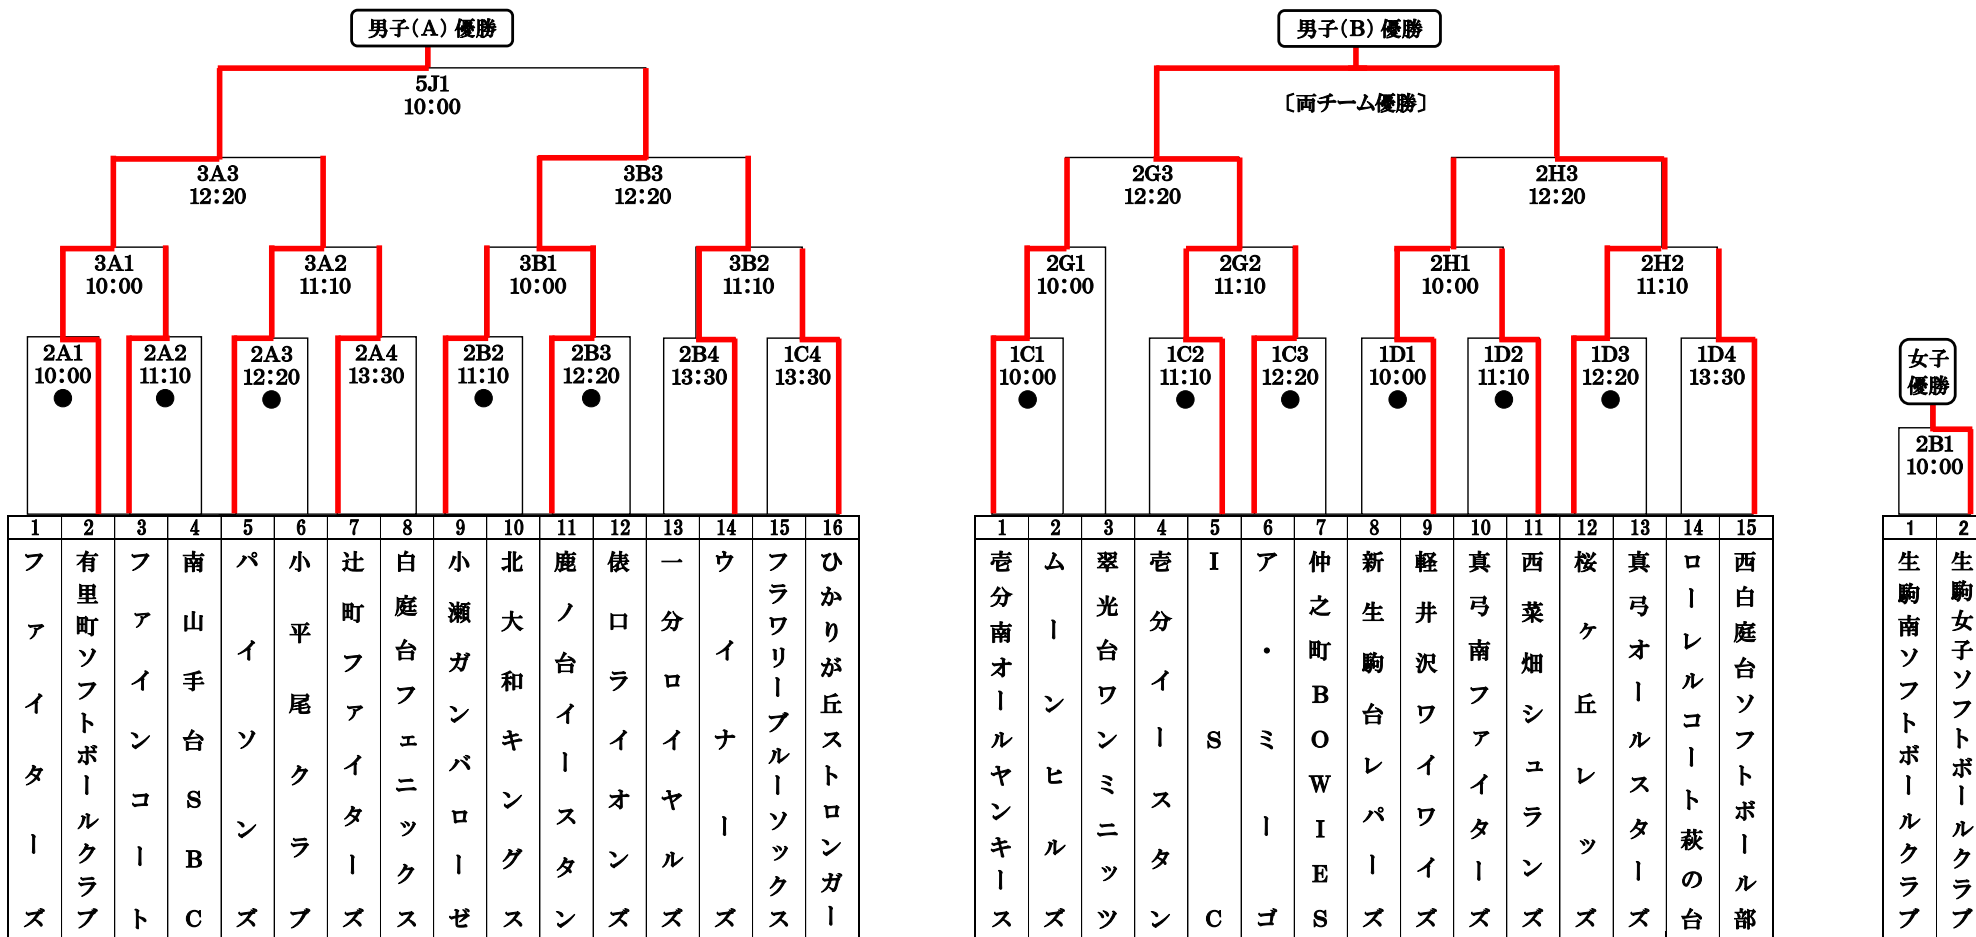 男子(A) 優勝
5J1
10:00
3A3
12:20
3B3
12:20
3A1
10:00
3A2
11:10
3B1
10:00
3B2
11:10
2A1
10:00
●
2A2
11:10
●
2A3
12:20
●
2A4
13:30
2B2
11:10
●
2B3
12:20
●
2B4
13:30
1C4
13:30
1
2
3
4
5
6
7
8
9
10
11
12
13
14
15
16
ファイターズ
有里町ソフトボールクラブ
ファインコート
南山手台SBC
パイソンズ
小平尾クラブ
辻町ファイターズ
白庭台フェニックス
小瀬ガンバローゼ
北大和キングス
鹿ノ台イースタン
俵口ライオンズ
一分ロイヤルズ
ウイナーズ
フラワリーブルーソックス
ひかりが丘ストロンガー
男子(B) 優勝
〔両チーム優勝〕
2G3
12:20
2H3
12:20
2G1
10:00
2G2
11:10
2H1
10:00
2H2
11:10
1C1
10:00
●
1C2
11:10
●
1C3
12:20
●
1D1
10:00
●
1D2
11:10
●
1D3
12:20
●
1D4
13:30
1
2
3
4
5
6
7
8
9
10
11
12
13
14
15
壱分南オールヤンキース
ムーンヒルズ
翠光台ワンミニッツ
壱分イースタン
ISC
ア・ミーゴ
仲之町BOWIES
新生駒台レパーズ
軽井沢ワイワイズ
真弓南ファイターズ
西菜畑シュランズ
桜ヶ丘レッズ
真弓オールスターズ
ローレルコート萩の台
西白庭台ソフトボール部
女子
優勝
2B1
10:00
1
2
生駒南ソフトボールクラブ
生駒女子ソフトボールクラブ